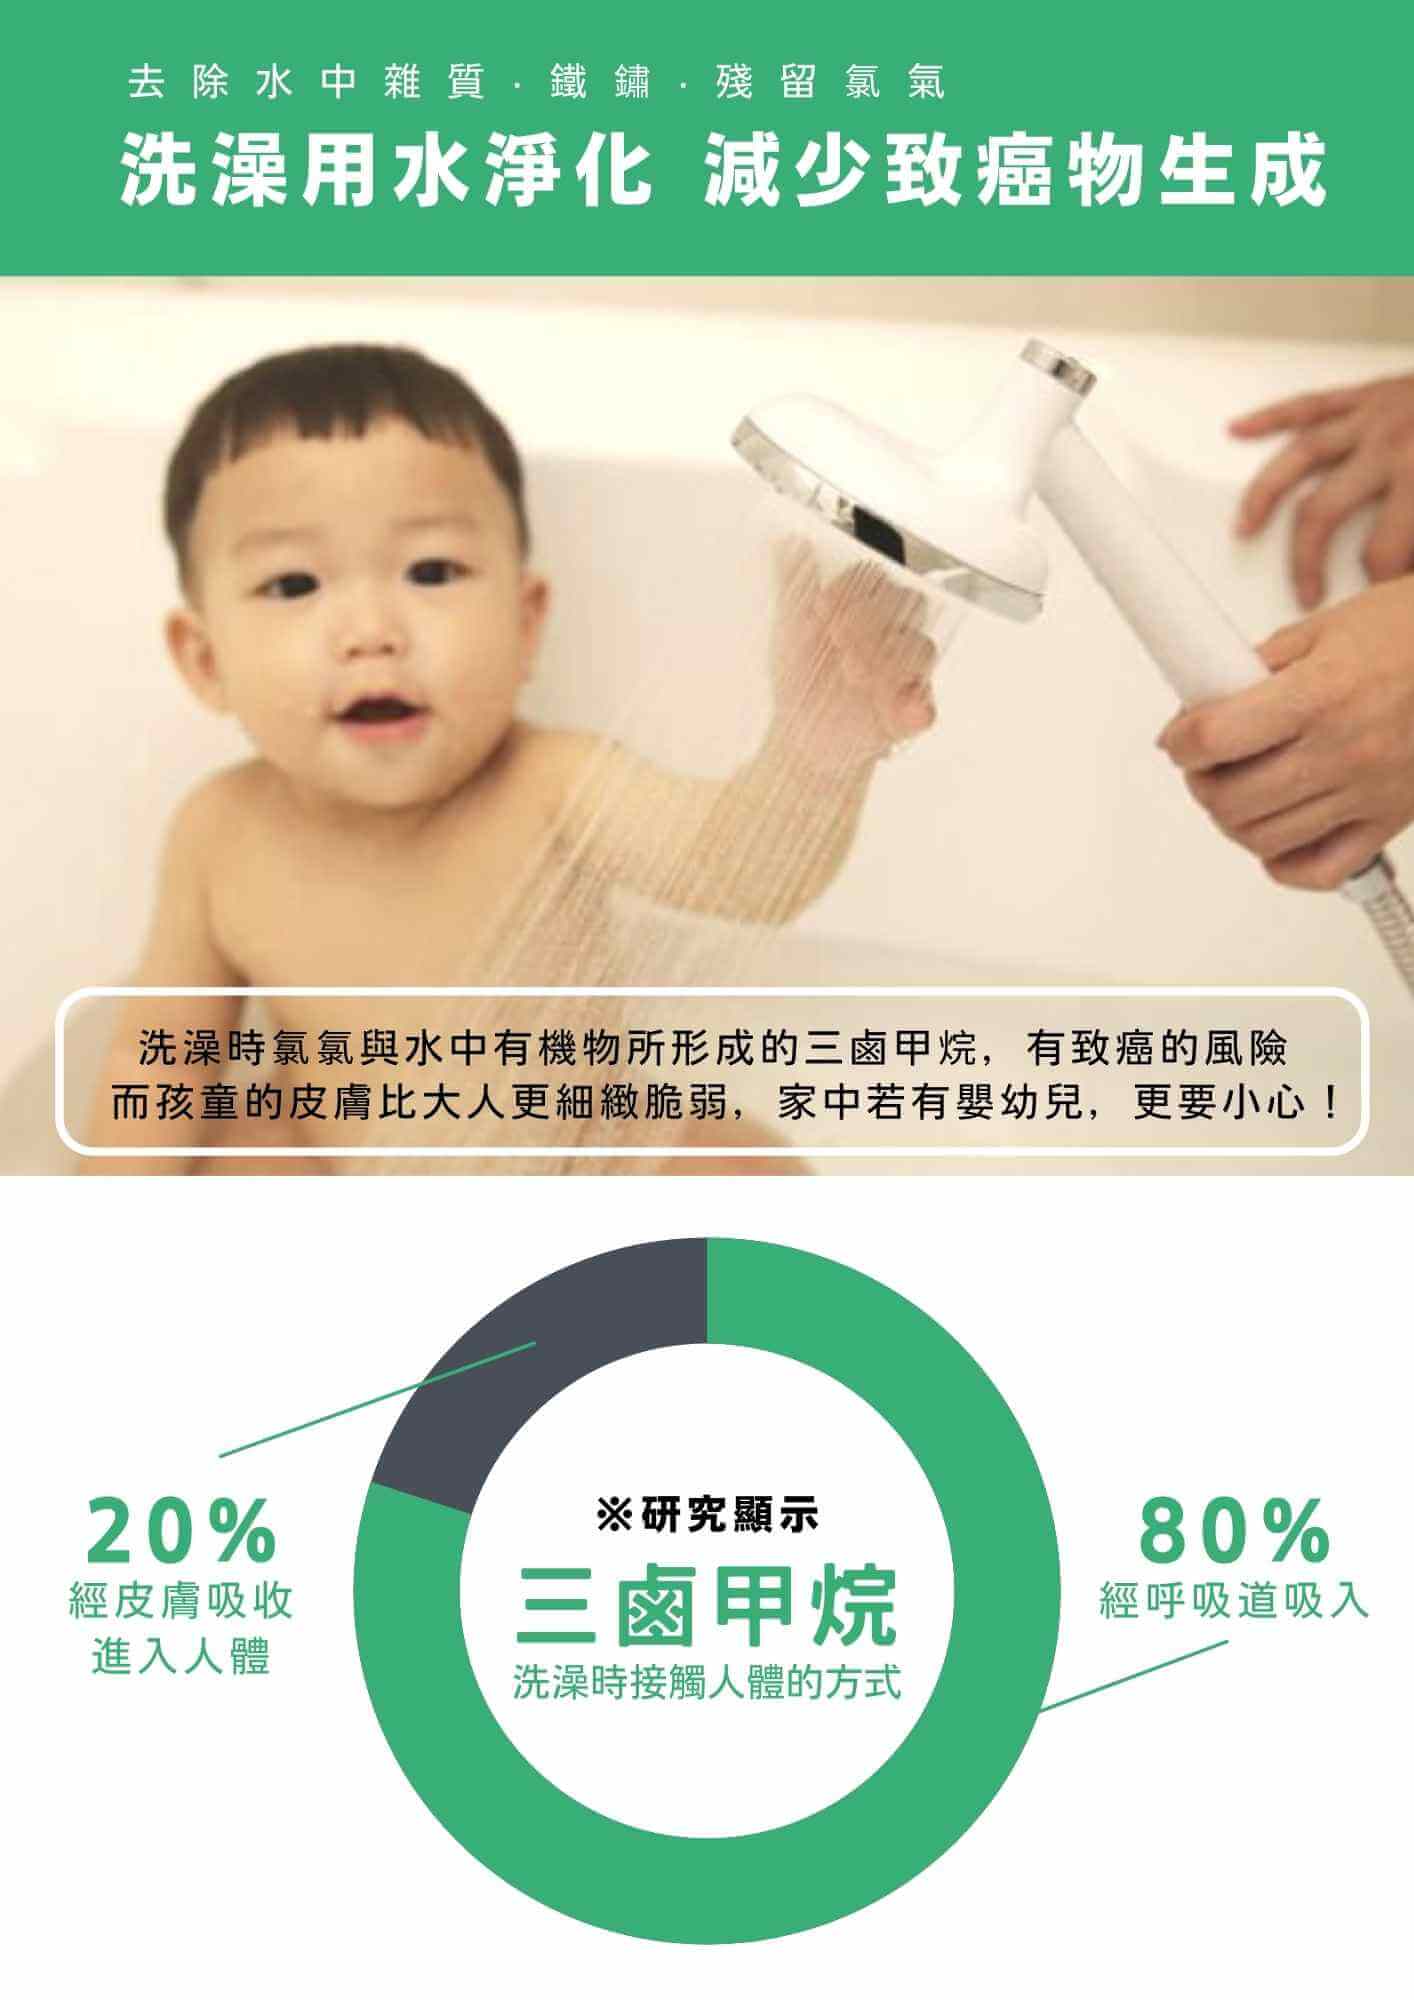 去除水中雜質·鐵鏽·殘留氯氣
洗澡用水淨化 減少致癌物生成
洗澡時氯氯與水中有機物所形成的三鹵甲烷，有致癌的風險
而孩童的皮膚比大人更細緻脆弱，家中若有嬰幼兒，更要小心！
※研究顯示
三鹵甲烷
洗澡時接觸人體的方式
20%
經皮膚吸收
進入人體
80%
經呼吸道吸入